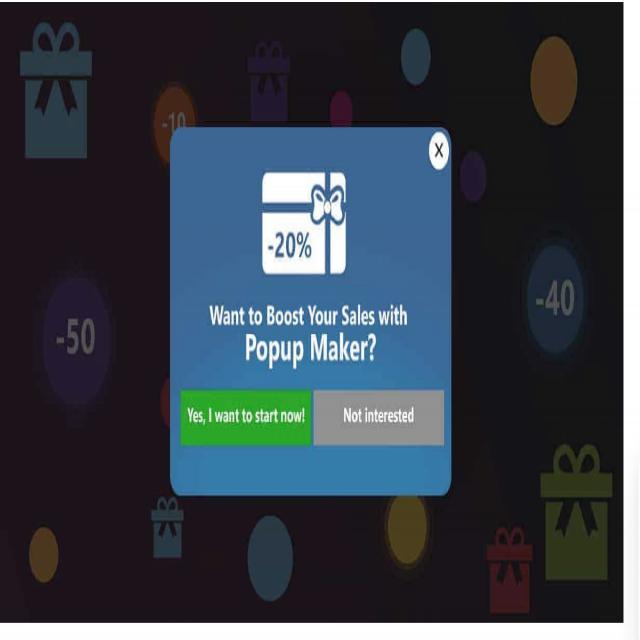 -10
X
-20%
-40
Want to Boost Your Sales with
Popup Maker?
-50
Yes, I want to start now!
Not interested